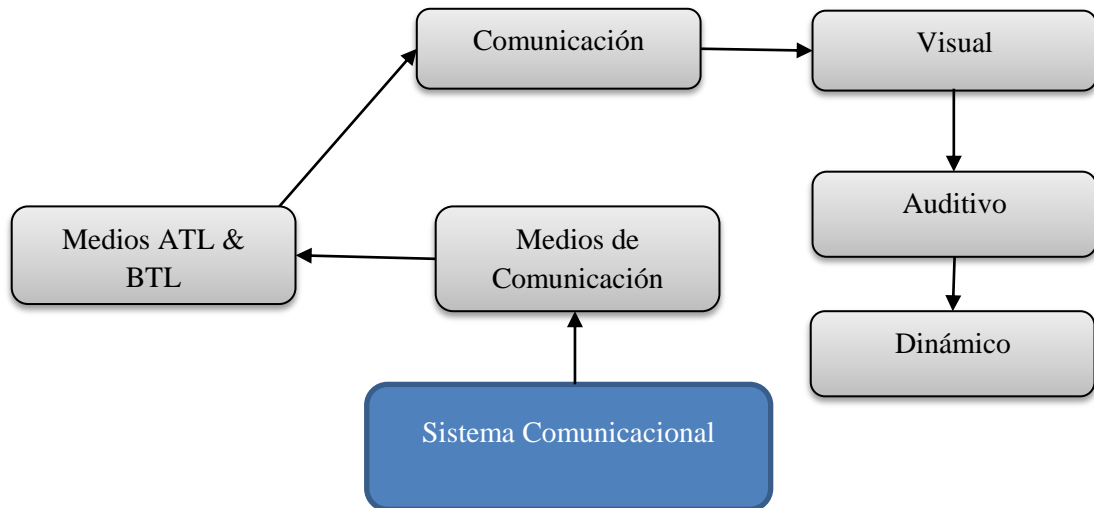 Comunicación
Visual
Medios ATL &
BTL
Medios de
Comunicación
Auditivo
Dinámico
Sistema Comunicacional